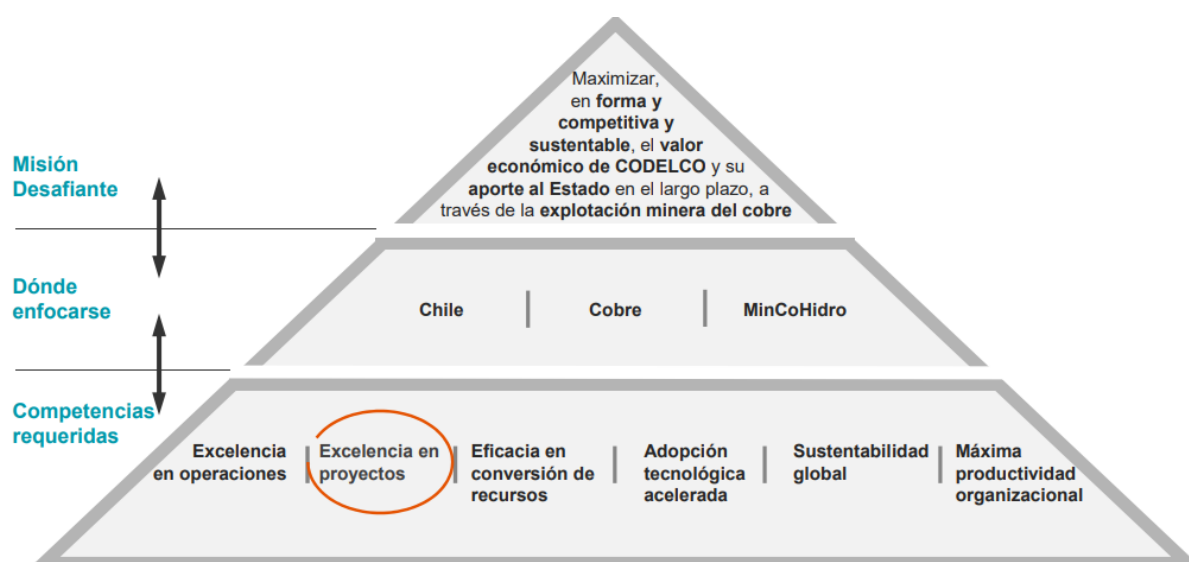 Maximizar,
en forma y
competitiva y
sustentable, el valor
económico de CODELCO y su
aporte al Estado en el largo plazo, a
través de la explotación minera del cobre
Misión
Desafiante
Dónde
enfocarse
Chile
Cobre
MinCoHidro
Competencias
requeridas
Excelencia
en operaciones
Excelencia en
proyectos
Eficacia en
conversión de
recursos
Adopción
tecnológica
acelerada
Sustentabilidad
global
Máxima
productividad
organizacional